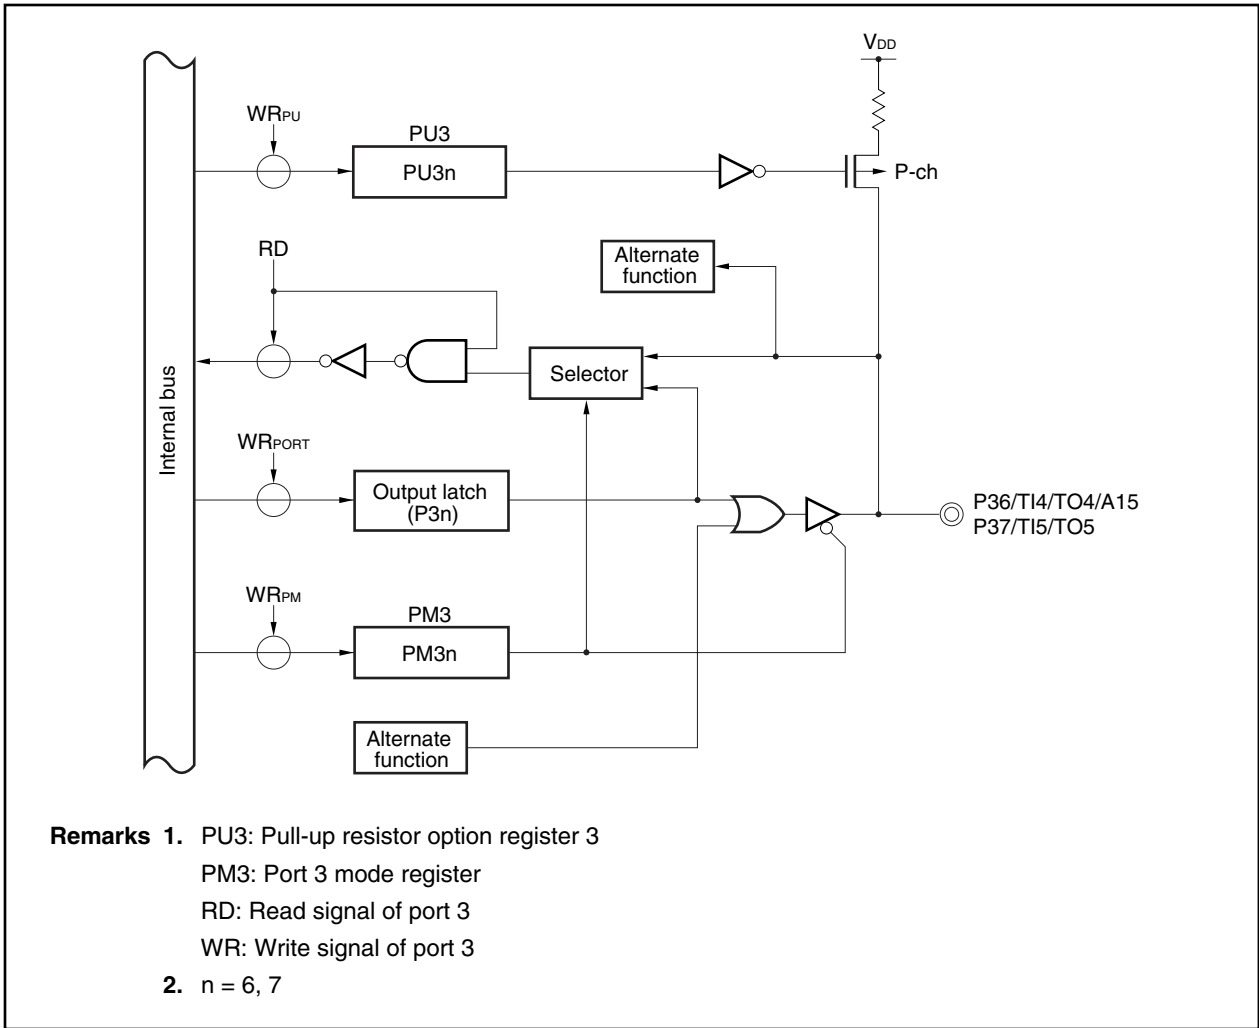 VDD
WRPU
PU3
PU3n
P-ch
RD
Alternate
function
Selector
Internal bus
WRPORT
Output latch
(P3n)
P36/TI4/TO4/A15
P37/TI5/TO5
WRPM
PM3
PM3n
Alternate
function
Remarks 1. PU3: Pull-up resistor option register 3
PM3: Port 3 mode register
RD: Read signal of port 3
WR: Write signal of port 3
2. n = 6, 7